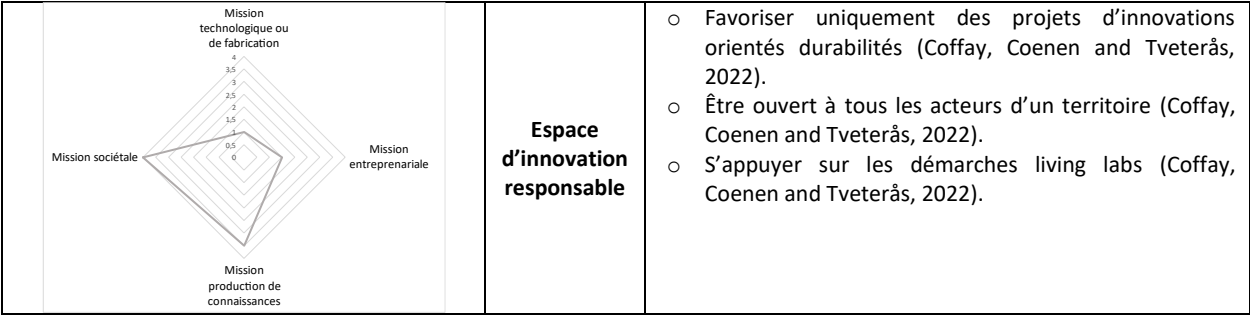 Mission
technologique ou
de fabrication
4
3,5
3
2,5
2
1,5
1
0,5
0
Mission sociétale
Mission
entreprenariale
Mission
production de
connaissances
Espace
d’innovation
responsable
o Favoriser uniquement des projets d’innovations
orientés durabilités (Coffay, Coenen and Tveterås,
2022).
o Être ouvert à tous les acteurs d’un territoire (Coffay,
Coenen and Tveterås, 2022).
o S’appuyer sur les démarches living labs (Coffay,
Coenen and Tveterås, 2022).